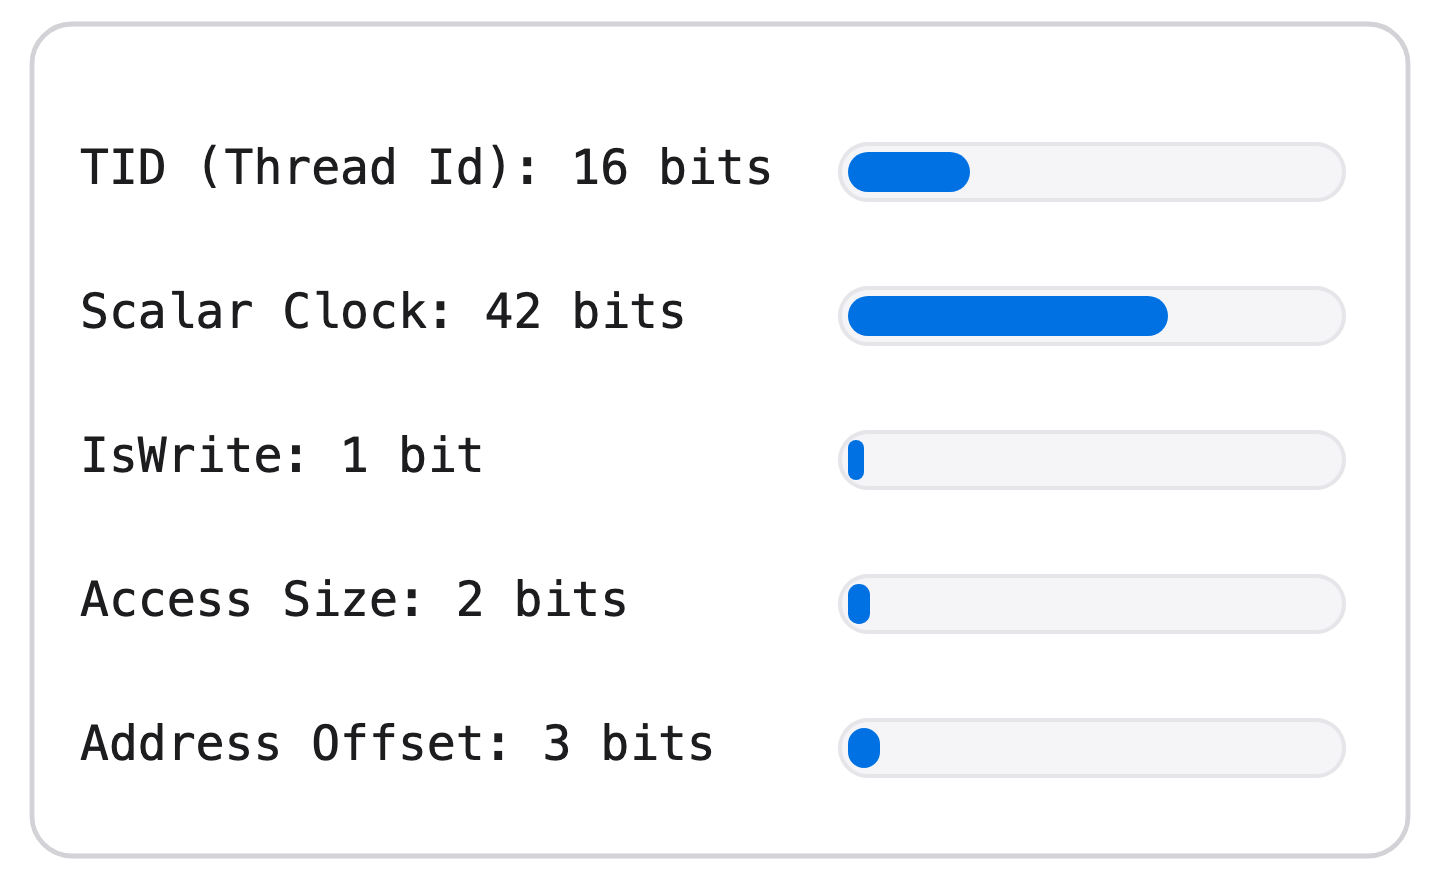 TID (Thread Id): 16 bits
Scalar Clock: 42 bits
IsWrite: 1 bit
Access Size: 2 bits
Address Offset: 3 bits